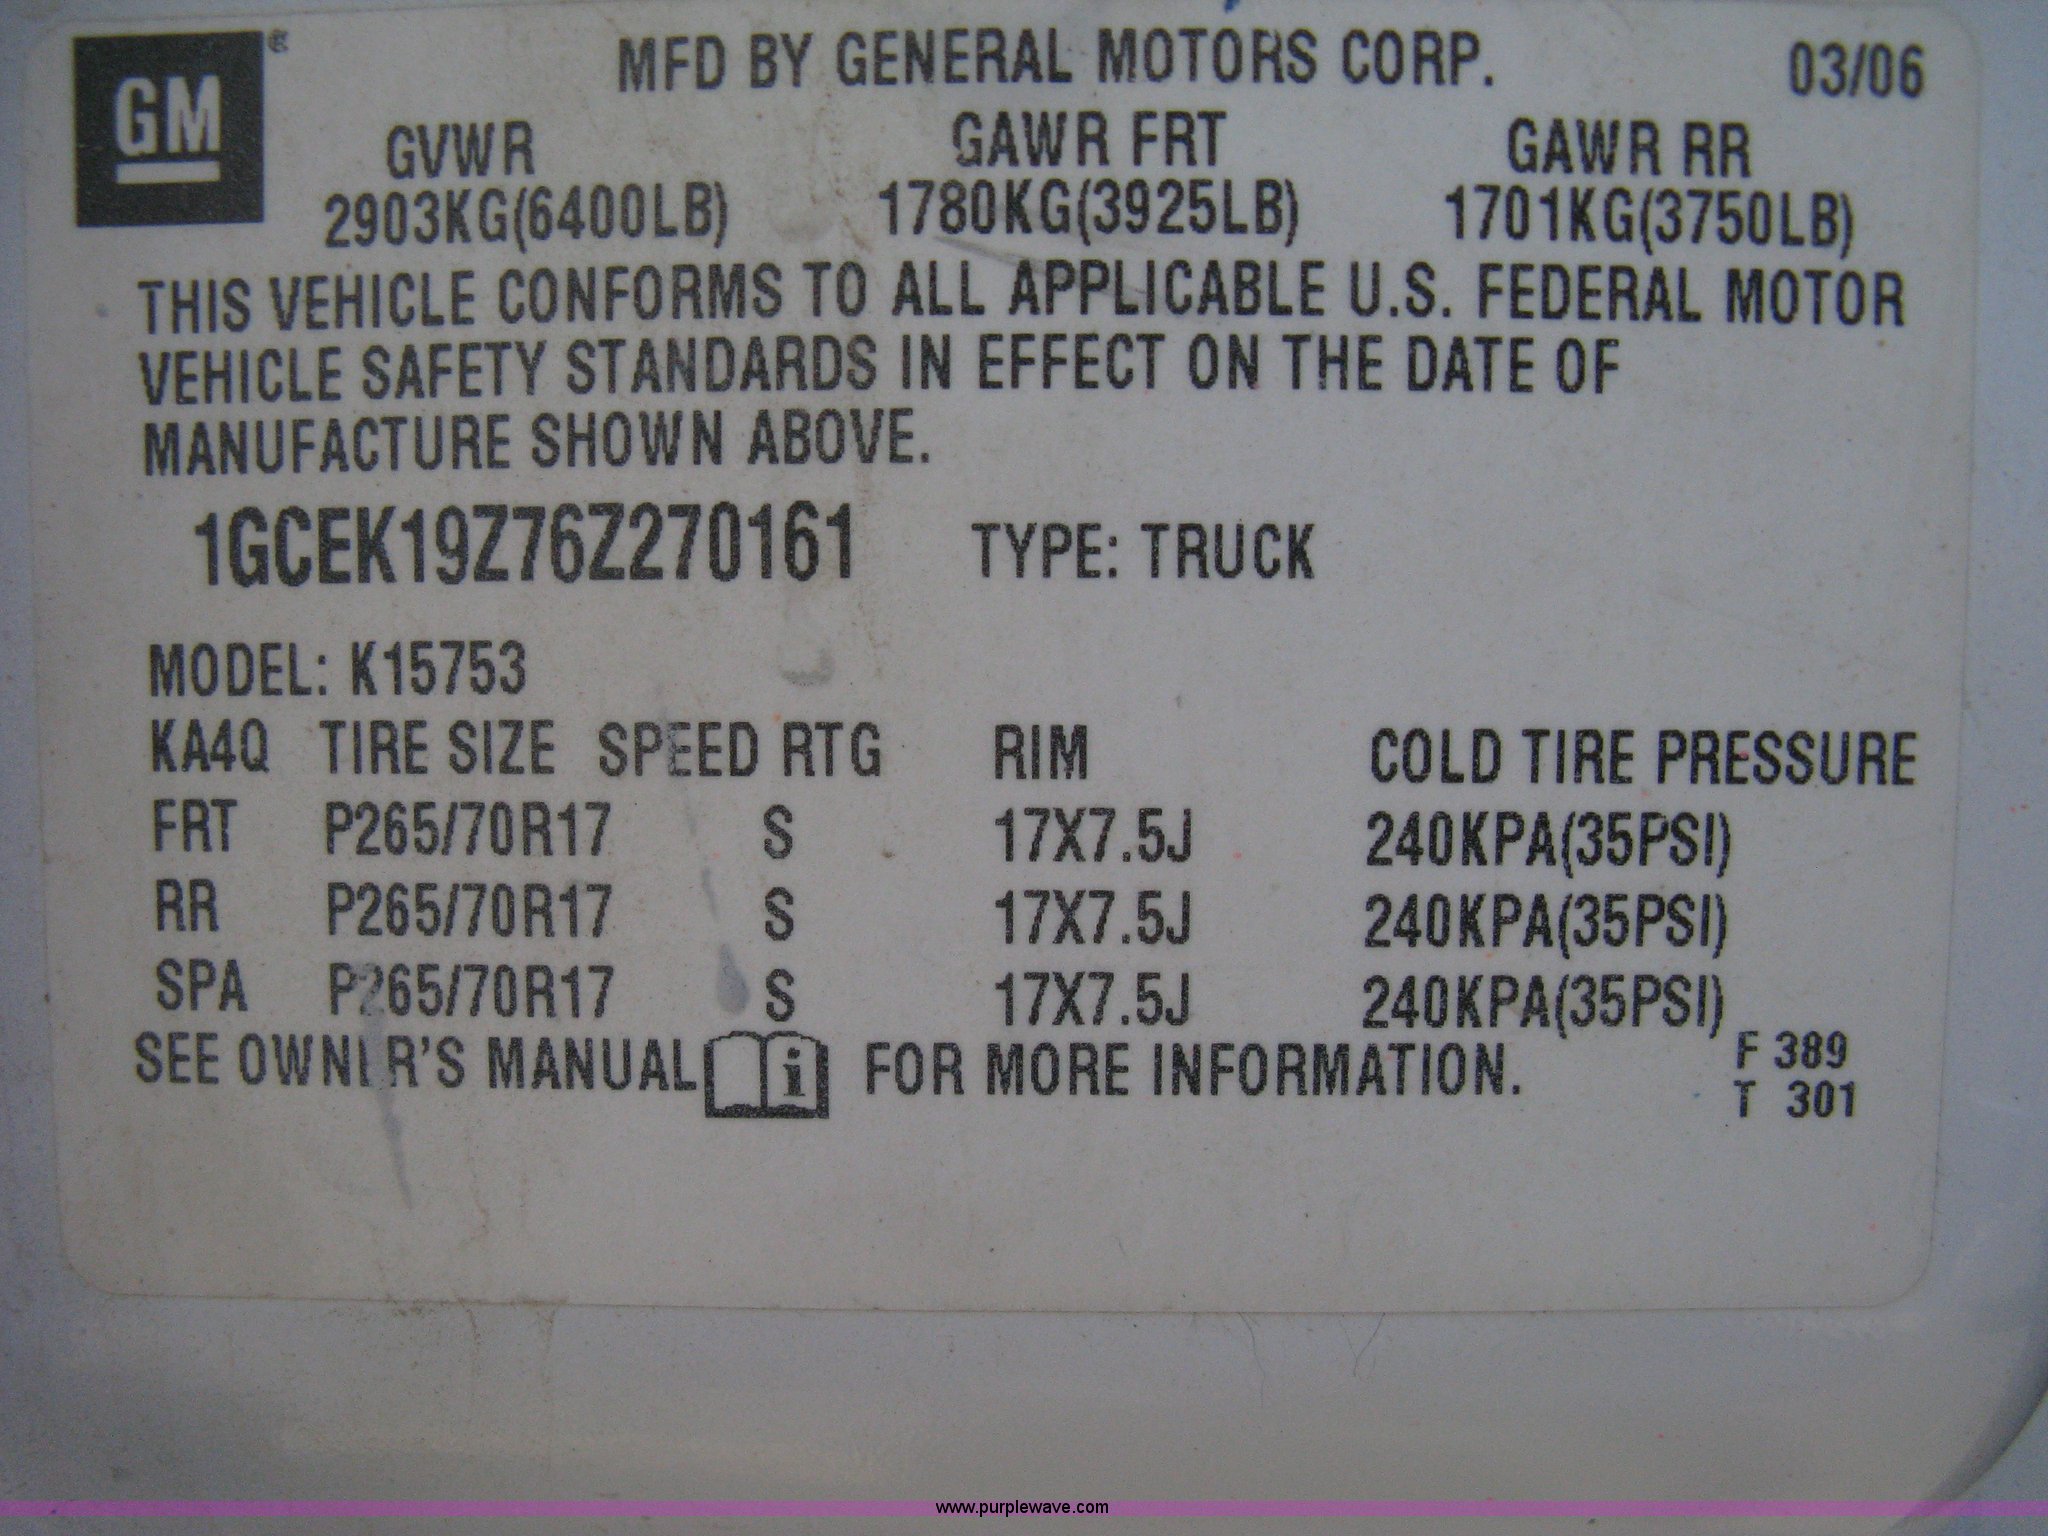 GM
MFD BY GENERAL MOTORS CORP. 03/06
GVWR GAWR FRT GAWR RR
2903KG(6400LB) 1780KG(3925LB) 1701KG(3750LB)
THIS VEHICLE CONFORMS TO ALL APPLICABLE U.S. FEDERAL MOTOR
VEHICLE SAFETY STANDARDS IN EFFECT ON THE DATE OF
MANUFACTURE SHOWN ABOVE.
1GCEK19Z76Z270161 TYPE: TRUCK
MODEL: K15753
KA4Q TIRE SIZE SPEED RTG RIM COLD TIRE PRESSURE
FRT P265/70R17 S 17X7.5J 240KPA(35PSI)
RR P265/70R17 S 17X7.5J 240KPA(35PSI)
SPA P265/70R17 S 17X7.5J 240KPA(35PSI)
SEE OWNER'S MANUAL i FOR MORE INFORMATION.
F 389
T 301
www.purplewave.com